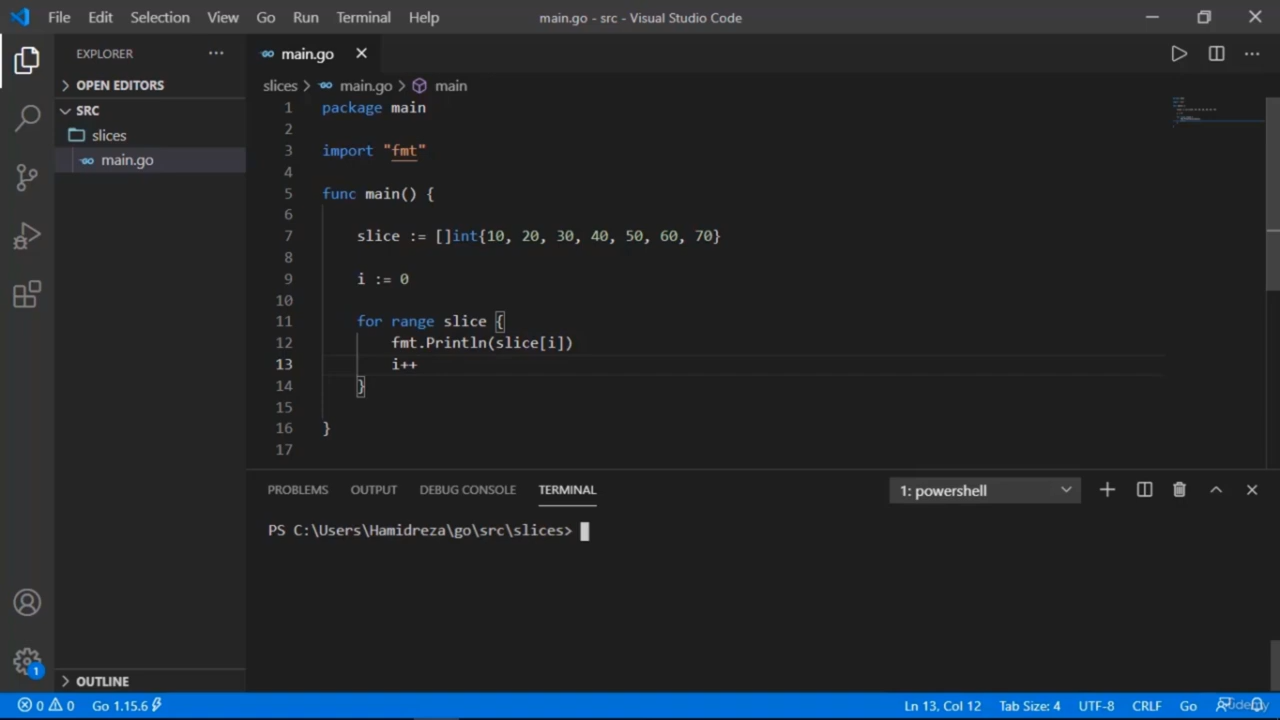 File Edit Selection View Go Run Terminal Help main.go - src - Visual Studio Code
EXPLORER ··· main.go
OPEN EDITORS
slices > main.go > main
SRC
slices
main.go
1 package main
2
3 import "fmt"
4
5 func main() {
6
7 slice := []int{10, 20, 30, 40, 50, 60, 70}
8
9 i := 0
10
11 for range slice {
12 fmt.Println(slice[i])
13 i++
14 }
15
16 }
17
PROBLEMS OUTPUT DEBUG CONSOLE TERMINAL 1: powershell
PS C:\Users\Hamidreza\go\src\slices>
1
OUTLINE
0 0 Go 1.15.6 Ln 13, Col 12 Tab Size: 4 UTF-8 CRLF Go Udemy